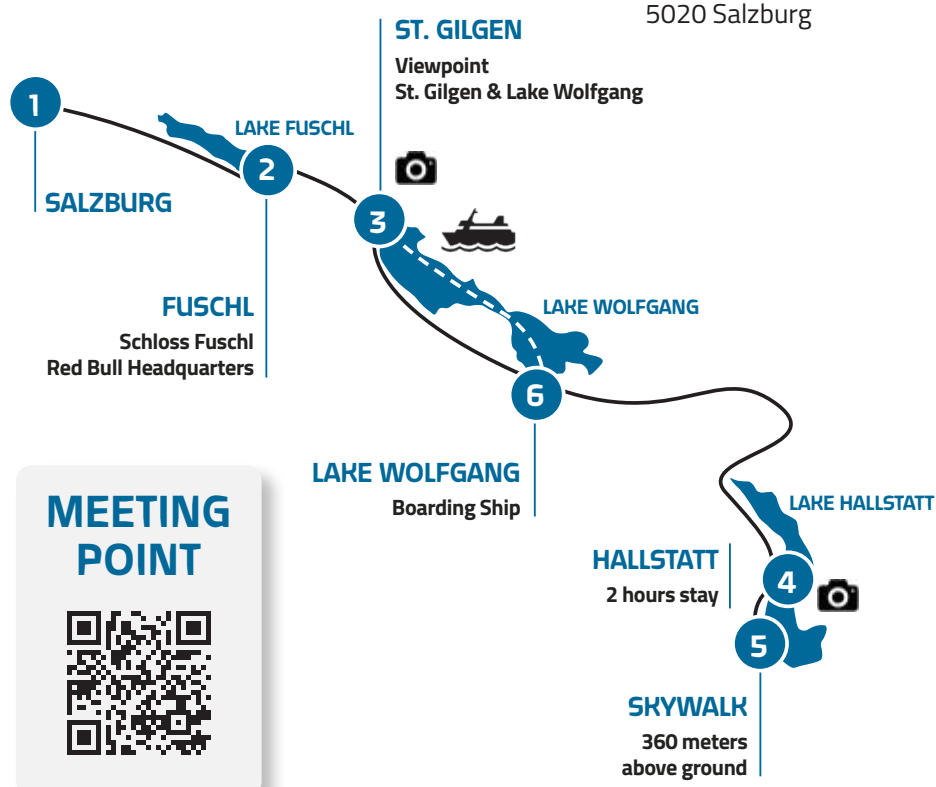 5020 Salzburg
ST. GILGEN
Viewpoint
St. Gilgen & Lake Wolfgang
1
LAKE FUSCHL
2
SALZBURG
3
FUSCHL
Schloss Fuschl
Red Bull Headquarters
LAKE WOLFGANG
6
LAKE WOLFGANG
Boarding Ship
MEETING
POINT
LAKE HALLSTATT
HALLSTATT
2 hours stay
4
5
SKYWALK
360 meters
above ground